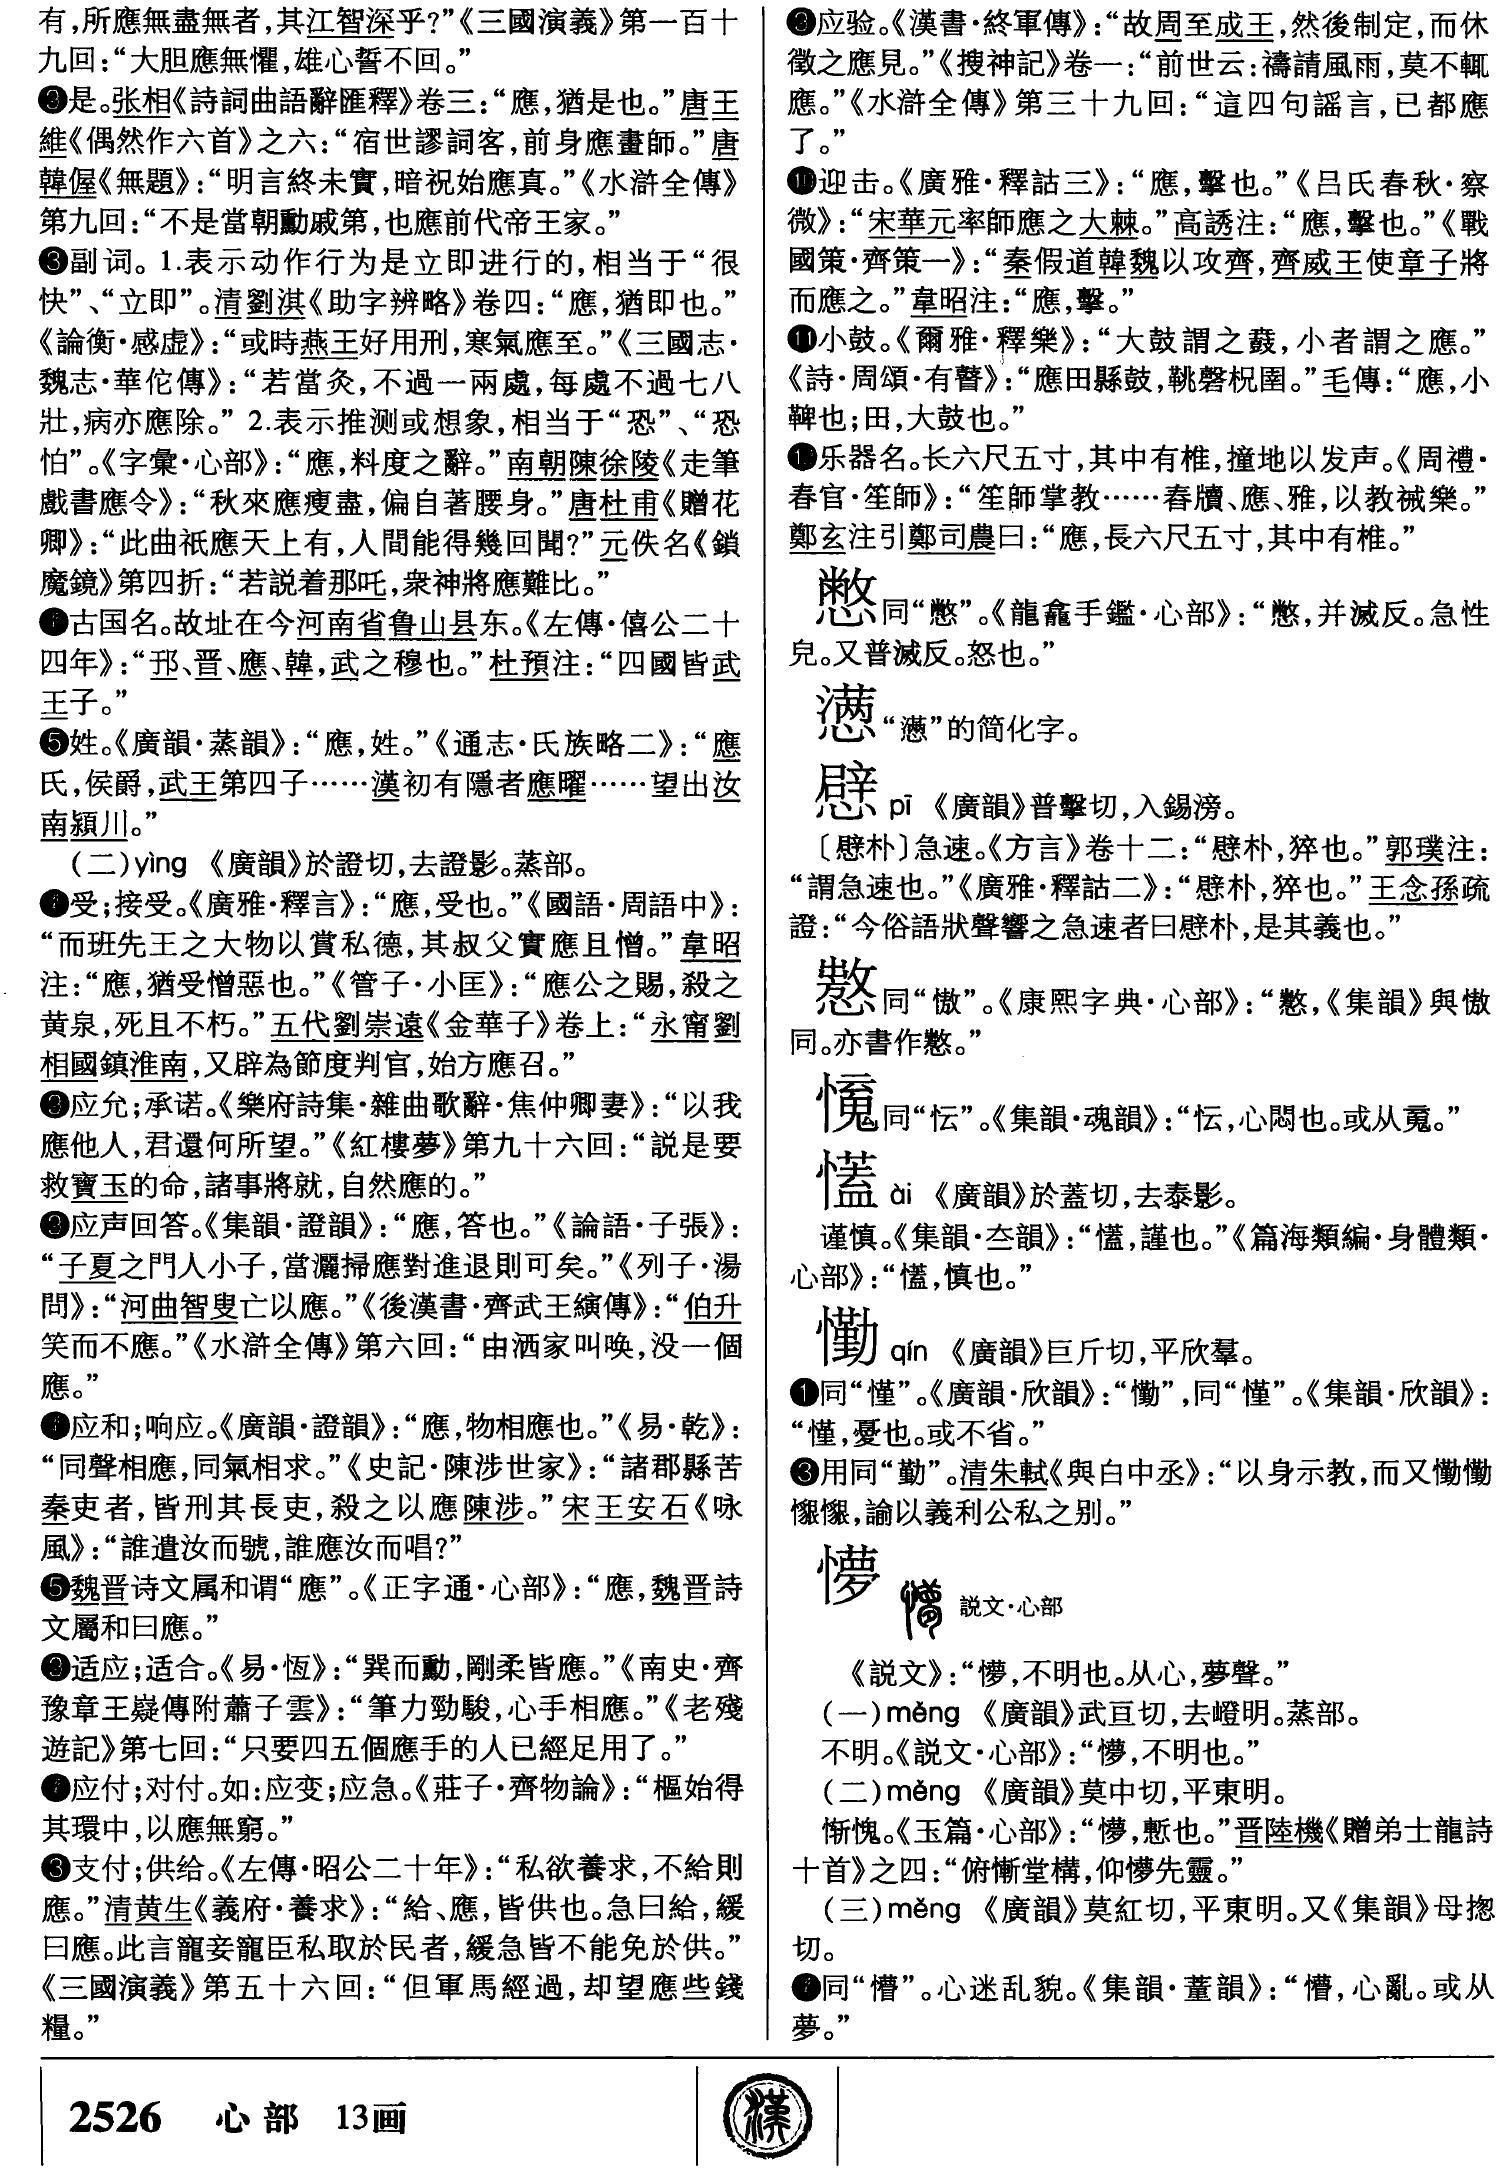 有，所應無盡無者，其江智深乎？”《三國演義》第一百十
九回：“大胆應無懼，雄心誓不回。”
❸是。张相《詩詞曲語辭匯釋》卷三：“應，猶是也。”唐王
維《偶然作六首》之六：“宿世謬詞客，前身應畫師。”唐
韓偓《無題》：“明言終未實，暗祝始應真。”《水滸全傳》
第九回：“不是當朝勳戚第，也應前代帝王家。”
❸副词。1.表示动作行为是立即进行的，相当于“很
快”、“立即”。清劉淇《助字辨略》卷四：“應，猶即也。”
《論衡·感虚》：“或時燕王好用刑，寒氣應至。”《三國志·
魏志·華佗傳》：“若當灸，不過一兩處，每處不過七八
壯，病亦應除。”2.表示推测或想象，相当于“恐”、“恐
怕”。《字彙·心部》：“應，料度之辭。”南朝陳徐陵《走筆
戲書應令》：“秋來應瘦盡，偏自著腰身。”唐杜甫《贈花
卿》：“此曲衹應天上有，人間能得幾回聞？”元佚名《鎖
魔鏡》第四折：“若説着那吒，衆神將應難比。”
古国名。故址在今河南省鲁山县东。《左傳·僖公二十
四年》：“邘、晋、應、韓，武之穆也。”杜預注：“四國皆武
王子。”
❺姓。《廣韻·蒸韻》：“應，姓。”《通志·氏族略二》：“應
氏，侯爵，武王第四子……漢初有隱者應曜……望出汝
南潁川。”
（二）yìng 《廣韻》於證切，去證影。蒸部。
受；接受。《廣雅·釋言》：“應，受也。”《國語·周語中》：
“而班先王之大物以賞私德，其叔父實應且憎。”韋昭
注：“應，猶受憎惡也。”《管子·小匡》：“應公之賜，殺之
黄泉，死且不朽。”五代劉崇遠《金華子》卷上：“永甯劉
相國鎮淮南，又辟為節度判官，始方應召。”
❷应允；承诺。《樂府詩集·雜曲歌辭·焦仲卿妻》：“以我
應他人，君還何所望。”《紅樓夢》第九十六回：“説是要
救寶玉的命，諸事將就，自然應的。”
❸应声回答。《集韻·證韻》：“應，答也。”《論語·子張》：
“子夏之門人小子，當灑掃應對進退則可矣。”《列子·湯
問》：“河曲智叟亡以應。”《後漢書·齊武王縯傳》：“伯升
笑而不應。”《水滸全傳》第六回：“由洒家叫唤，没一個
應。”
❹应和；响应。《廣韻·證韻》：“應，物相應也。”《易·乾》：
“同聲相應，同氣相求。”《史記·陳涉世家》：“諸郡縣苦
秦吏者，皆刑其長吏，殺之以應陳涉。”宋王安石《咏
風》：“誰遣汝而號，誰應汝而唱？”
❺魏晋诗文属和谓“應”。《正字通·心部》：“應，魏晋詩
文屬和曰應。”
适应；适合。《易·恆》：“巽而動，剛柔皆應。”《南史·齊
豫章王嶷傳附蕭子雲》：“筆力勁駿，心手相應。”《老殘
遊記》第七回：“只要四五個應手的人已經足用了。”
❼应付；对付。如：应变；应急。《莊子·齊物論》：“樞始得
其環中，以應無窮。”
❸支付；供给。《左傳·昭公二十年》：“私欲養求，不給則
應。”清黄生《義府·養求》：“給、應，皆供也。急曰給，緩
曰應。此言寵妾寵臣私取於民者，緩急皆不能免於供。”
《三國演義》第五十六回：“但軍馬經過，却望應些錢
糧。”
应验。《漢書·終軍傳》：“故周至成王，然後制定，而休
徵之應見。”《搜神記》卷一：“前世云：禱請風雨，莫不輒
應。”《水滸全傳》第三十九回：“這四句謡言，已都應
了。”
迎击。《廣雅·釋詁三》：“應，擊也。”《吕氏春秋·察
微》：“宋華元率師應之大棘。”高誘注：“應，擊也。”《戰
國策·齊策一》：“秦假道韓魏以攻齊，齊威王使章子將
而應之。”韋昭注：“應，擊。”
⓫小鼓。《爾雅·釋樂》：“大鼓謂之鼖，小者謂之應。”
《詩·周頌·有瞽》：“應田縣鼓，鞉磬柷圉。”毛傳：“應，小
鞞也；田，大鼓也。”
乐器名。长六尺五寸，其中有椎，撞地以发声。《周禮·
春官·笙師》：“笙師掌教……舂牘、應、雅，以教祴樂。”
鄭玄注引鄭司農曰：“應，長六尺五寸，其中有椎。”
憋同“憋”。《龍龕手鑑·心部》：“憋，并滅反。急性
皃。又普滅反。怒也。”
“懣”的简化字。
憵 pī 《廣韻》普擊切，入錫滂。
〔憵朴〕急速。《方言》卷十二：“憵朴，猝也。”郭璞注：
“謂急速也。”《廣雅·釋詁二》：“憵朴，猝也。”王念孫疏
證：“今俗語狀聲響之急速者曰憵朴，是其義也。”
憼同“憿”。《康熙字典·心部》：“憼，《集韻》與憿
同。亦書作憼。”
同“忶”。《集韻·魂韻》：“忶，心悶也。或从䰟。”
懚 ài 《廣韻》於蓋切，去泰影。
谨慎。《集韻·夳韻》：“㦈，謹也。”《篇海類編·身體類·
心部》：“㦈，慎也。”
懄 qín 《廣韻》巨斤切，平欣羣。
❶同“慬”。《廣韻·欣韻》：“懄”，同“慬”。《集韻·欣韻》：
“慬，憂也。或不省。”
❸用同“勤”。清朱軾《與白中丞》：“以身示教，而又懄懄
懇懇，諭以義利公私之别。”
㦟 説文·心部
《説文》：“㦟，不明也。从心，夢聲。”
（一）mèng 《廣韻》武亘切，去嶝明。蒸部。
不明。《説文·心部》：“㦟，不明也。”
（二）méng 《廣韻》莫中切，平東明。
惭愧。《玉篇·心部》：“㦟，慙也。”晋陸機《贈弟士龍詩
十首》之四：“俯慚堂構，仰㦟先靈。”
（三）měng 《廣韻》莫紅切，平東明。又《集韻》母揔
切。
同“懵”。心迷乱貌。《集韻·董韻》：“懵，心亂。或从
夢。”
2526 心部 13画
漢